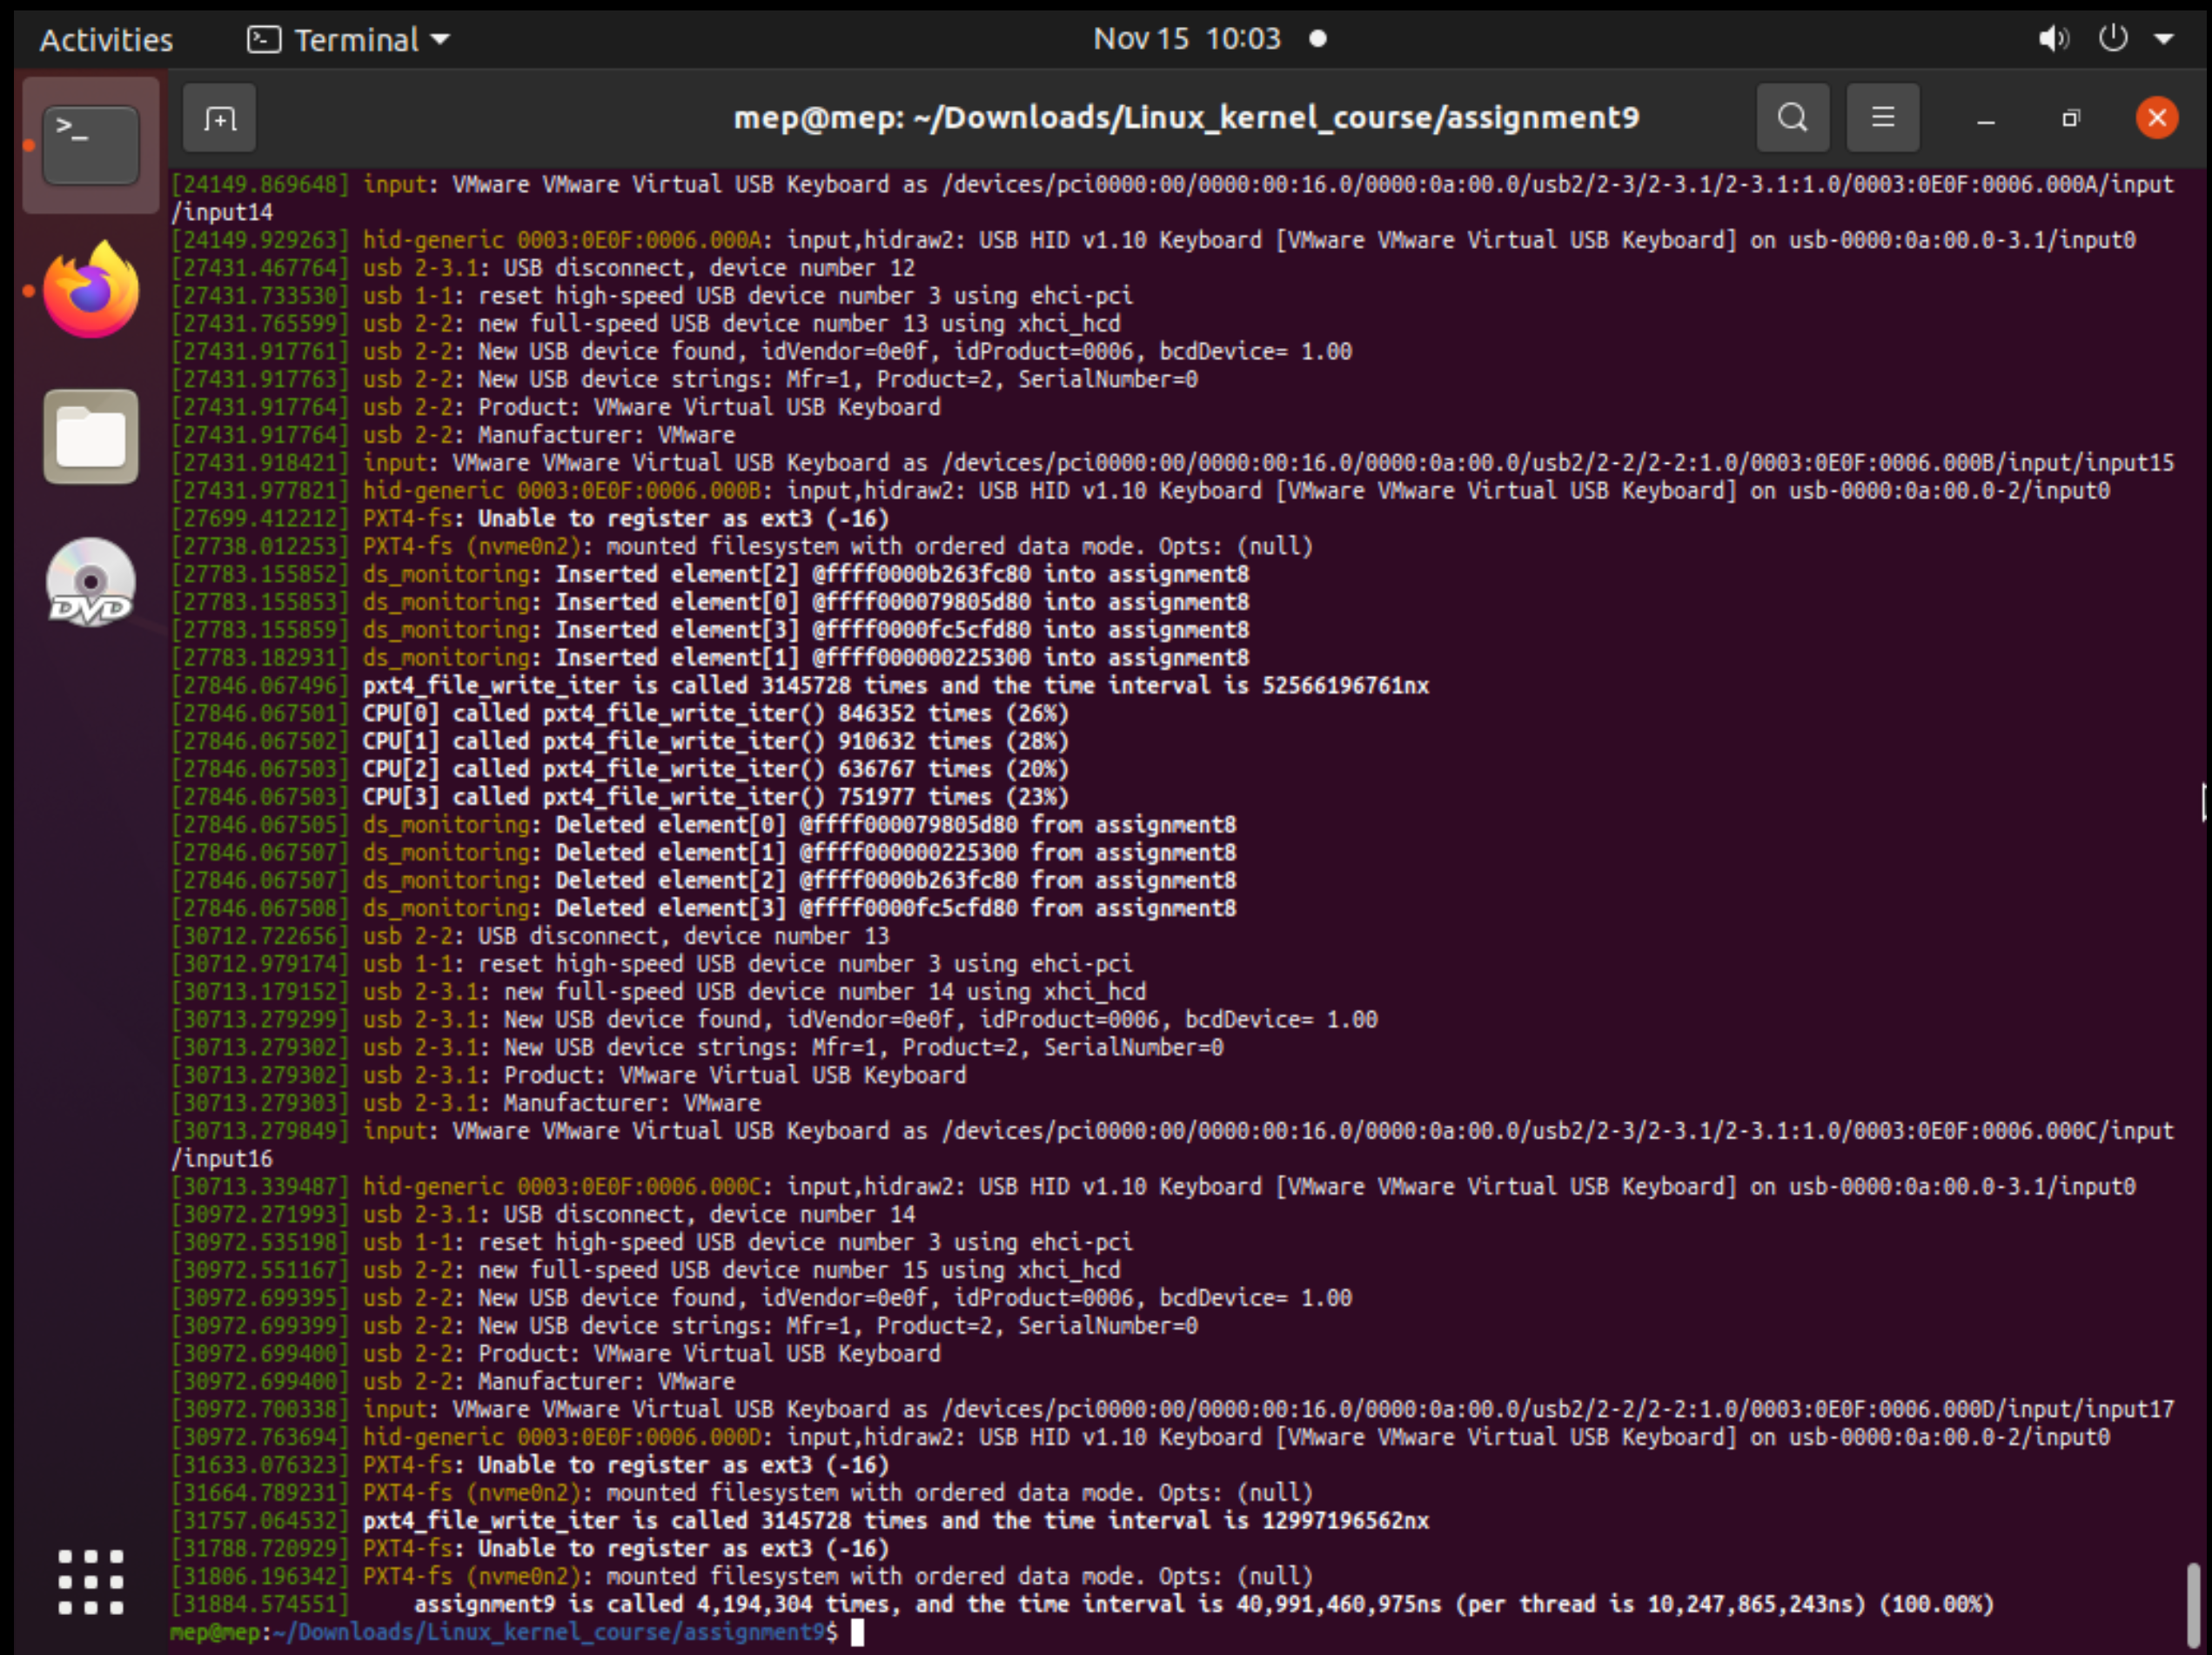 Activities
Terminal
Nov 15 10:03
mep@mep: ~/Downloads/Linux_kernel_course/assignment9
[24149.869648] input: VMware VMware Virtual USB Keyboard as /devices/pci0000:00/0000:00:16.0/0000:0a:00.0/usb2/2-3/2-3.1/2-3.1:1.0/0003:0E0F:0006.000A/input
/input14
[24149.929263] hid-generic 0003:0E0F:0006.000A: input,hidraw2: USB HID v1.10 Keyboard [VMware VMware Virtual USB Keyboard] on usb-0000:0a:00.0-3.1/input0
[27431.467764] usb 2-3.1: USB disconnect, device number 12
[27431.733530] usb 1-1: reset high-speed USB device number 3 using ehci-pci
[27431.765599] usb 2-2: new full-speed USB device number 13 using xhci_hcd
[27431.917761] usb 2-2: New USB device found, idVendor=0e0f, idProduct=0006, bcdDevice= 1.00
[27431.917763] usb 2-2: New USB device strings: Mfr=1, Product=2, SerialNumber=0
[27431.917764] usb 2-2: Product: VMware Virtual USB Keyboard
[27431.917764] usb 2-2: Manufacturer: VMware
[27431.918421] input: VMware VMware Virtual USB Keyboard as /devices/pci0000:00/0000:00:16.0/0000:0a:00.0/usb2/2-2/2-2:1.0/0003:0E0F:0006.000B/input/input15
[27431.977821] hid-generic 0003:0E0F:0006.000B: input,hidraw2: USB HID v1.10 Keyboard [VMware VMware Virtual USB Keyboard] on usb-0000:0a:00.0-2/input0
[27699.412212] PXT4-fs: Unable to register as ext3 (-16)
[27738.012253] PXT4-fs (nvme0n2): mounted filesystem with ordered data mode. Opts: (null)
[27783.155852] ds_monitoring: Inserted element[2] @ffff0000b263fc80 into assignment8
[27783.155853] ds_monitoring: Inserted element[0] @ffff000079805d80 into assignment8
[27783.155859] ds_monitoring: Inserted element[3] @ffff0000fc5cfd80 into assignment8
[27783.182931] ds_monitoring: Inserted element[1] @ffff000000225300 into assignment8
[27846.067496] pxt4_file_write_iter is called 3145728 times and the time interval is 52566196761nx
[27846.067501] CPU[0] called pxt4_file_write_iter() 846352 times (26%)
[27846.067502] CPU[1] called pxt4_file_write_iter() 910632 times (28%)
[27846.067503] CPU[2] called pxt4_file_write_iter() 636767 times (20%)
[27846.067503] CPU[3] called pxt4_file_write_iter() 751977 times (23%)
[27846.067505] ds_monitoring: Deleted element[0] @ffff000079805d80 from assignment8
[27846.067507] ds_monitoring: Deleted element[1] @ffff000000225300 from assignment8
[27846.067507] ds_monitoring: Deleted element[2] @ffff0000b263fc80 from assignment8
[27846.067508] ds_monitoring: Deleted element[3] @ffff0000fc5cfd80 from assignment8
[30712.722656] usb 2-2: USB disconnect, device number 13
[30712.979174] usb 1-1: reset high-speed USB device number 3 using ehci-pci
[30713.179152] usb 2-3.1: new full-speed USB device number 14 using xhci_hcd
[30713.279299] usb 2-3.1: New USB device found, idVendor=0e0f, idProduct=0006, bcdDevice= 1.00
[30713.279302] usb 2-3.1: New USB device strings: Mfr=1, Product=2, SerialNumber=0
[30713.279302] usb 2-3.1: Product: VMware Virtual USB Keyboard
[30713.279303] usb 2-3.1: Manufacturer: VMware
[30713.279849] input: VMware VMware Virtual USB Keyboard as /devices/pci0000:00/0000:00:16.0/0000:0a:00.0/usb2/2-3/2-3.1/2-3.1:1.0/0003:0E0F:0006.000C/input
/input16
[30713.339487] hid-generic 0003:0E0F:0006.000C: input,hidraw2: USB HID v1.10 Keyboard [VMware VMware Virtual USB Keyboard] on usb-0000:0a:00.0-3.1/input0
[30972.271993] usb 2-3.1: USB disconnect, device number 14
[30972.535198] usb 1-1: reset high-speed USB device number 3 using ehci-pci
[30972.551167] usb 2-2: new full-speed USB device number 15 using xhci_hcd
[30972.699395] usb 2-2: New USB device found, idVendor=0e0f, idProduct=0006, bcdDevice= 1.00
[30972.699399] usb 2-2: New USB device strings: Mfr=1, Product=2, SerialNumber=0
[30972.699400] usb 2-2: Product: VMware Virtual USB Keyboard
[30972.699400] usb 2-2: Manufacturer: VMware
[30972.700338] input: VMware VMware Virtual USB Keyboard as /devices/pci0000:00/0000:00:16.0/0000:0a:00.0/usb2/2-2/2-2:1.0/0003:0E0F:0006.000D/input/input17
[30972.763694] hid-generic 0003:0E0F:0006.000D: input,hidraw2: USB HID v1.10 Keyboard [VMware VMware Virtual USB Keyboard] on usb-0000:0a:00.0-2/input0
[31633.076323] PXT4-fs: Unable to register as ext3 (-16)
[31664.789231] PXT4-fs (nvme0n2): mounted filesystem with ordered data mode. Opts: (null)
[31757.064532] pxt4_file_write_iter is called 3145728 times and the time interval is 12997196562nx
[31788.720929] PXT4-fs: Unable to register as ext3 (-16)
[31806.196342] PXT4-fs (nvme0n2): mounted filesystem with ordered data mode. Opts: (null)
[31884.574551]     assignment9 is called 4,194,304 times, and the time interval is 40,991,460,975ns (per thread is 10,247,865,243ns) (100.00%)
mep@mep:~/Downloads/Linux_kernel_course/assignment9$
DVD